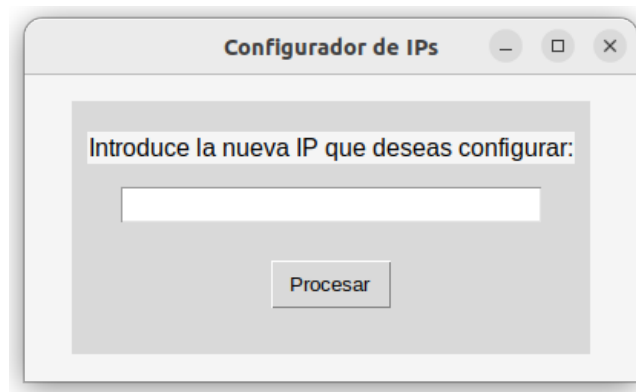 Configurador de IPs
Introduce la nueva IP que deseas configurar:
Procesar